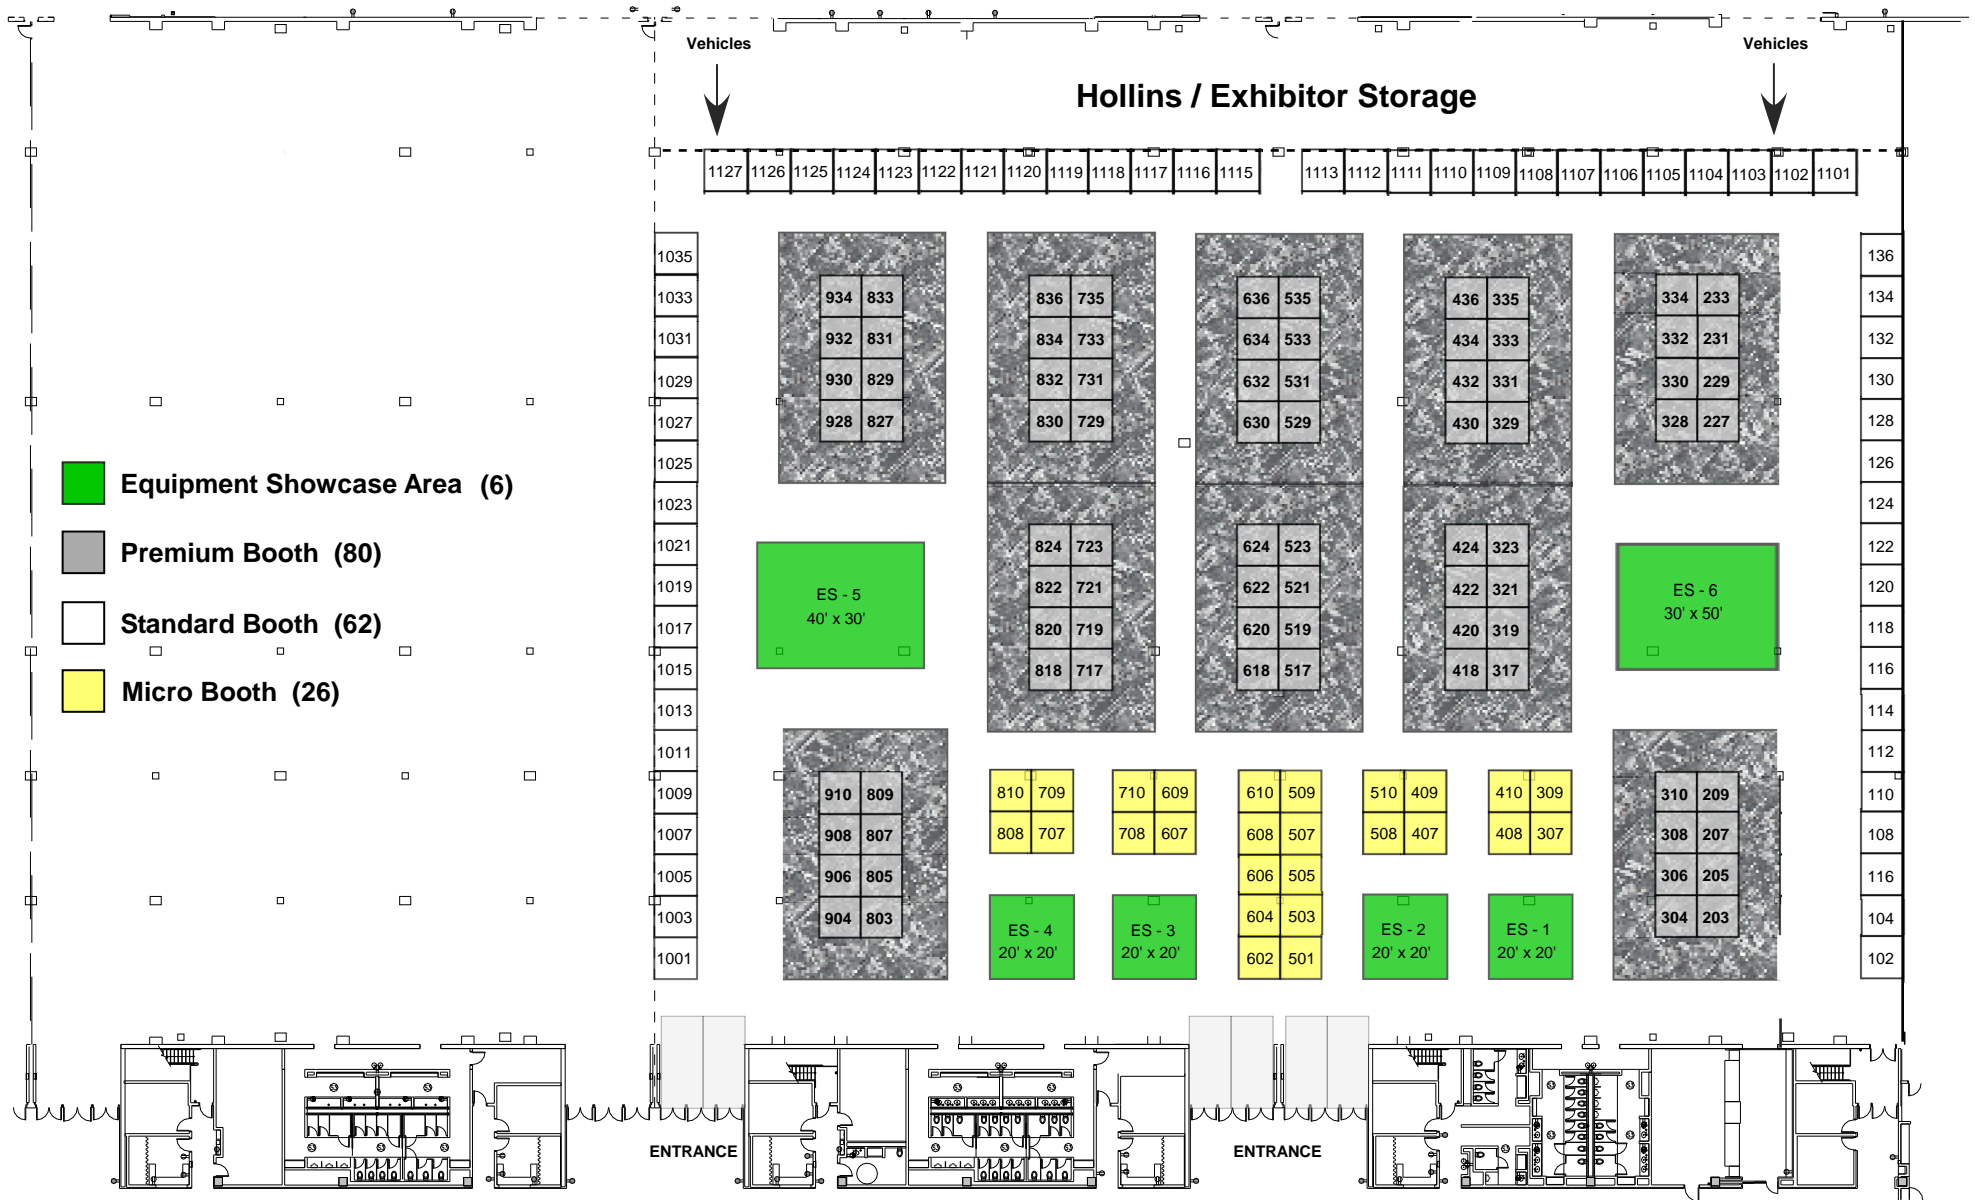 Vehicles
Vehicles
Hollins / Exhibitor Storage
1127 1126 1125 1124 1123 1122 1121 1120 1119 1118 1117 1116 1115 1113 1112 1111 1110 1109 1108 1107 1106 1105 1104 1103 1102 1101
1035 136
1033 934 833 836 735 636 535 436 335 334 233 134
1031 932 831 834 733 634 533 434 333 332 231 132
1029 930 829 832 731 632 531 432 331 330 229 130
1027 928 827 830 729 630 529 430 329 328 227 128
1025 126
Equipment Showcase Area (6)
1023 124
Premium Booth (80)
1021 824 723 624 523 424 323 122
1019 822 721 622 521 422 321 120
ES - 5
40' x 30'
ES - 6
30' x 50'
Standard Booth (62)
1017 820 719 620 519 420 319 118
1015 818 717 618 517 418 317 116
Micro Booth (26)
1013 114
1011 112
1009 910 809 810 709 710 609 610 509 510 409 410 309 310 209 110
1007 908 807 808 707 708 607 608 507 508 407 408 307 308 207 108
1005 906 805 606 505 306 205 116
1003 904 803 604 503 304 203 104
ES - 4
20' x 20'
ES - 3
20' x 20'
ES - 2
20' x 20'
ES - 1
20' x 20'
1001 602 501 102
ENTRANCE
ENTRANCE